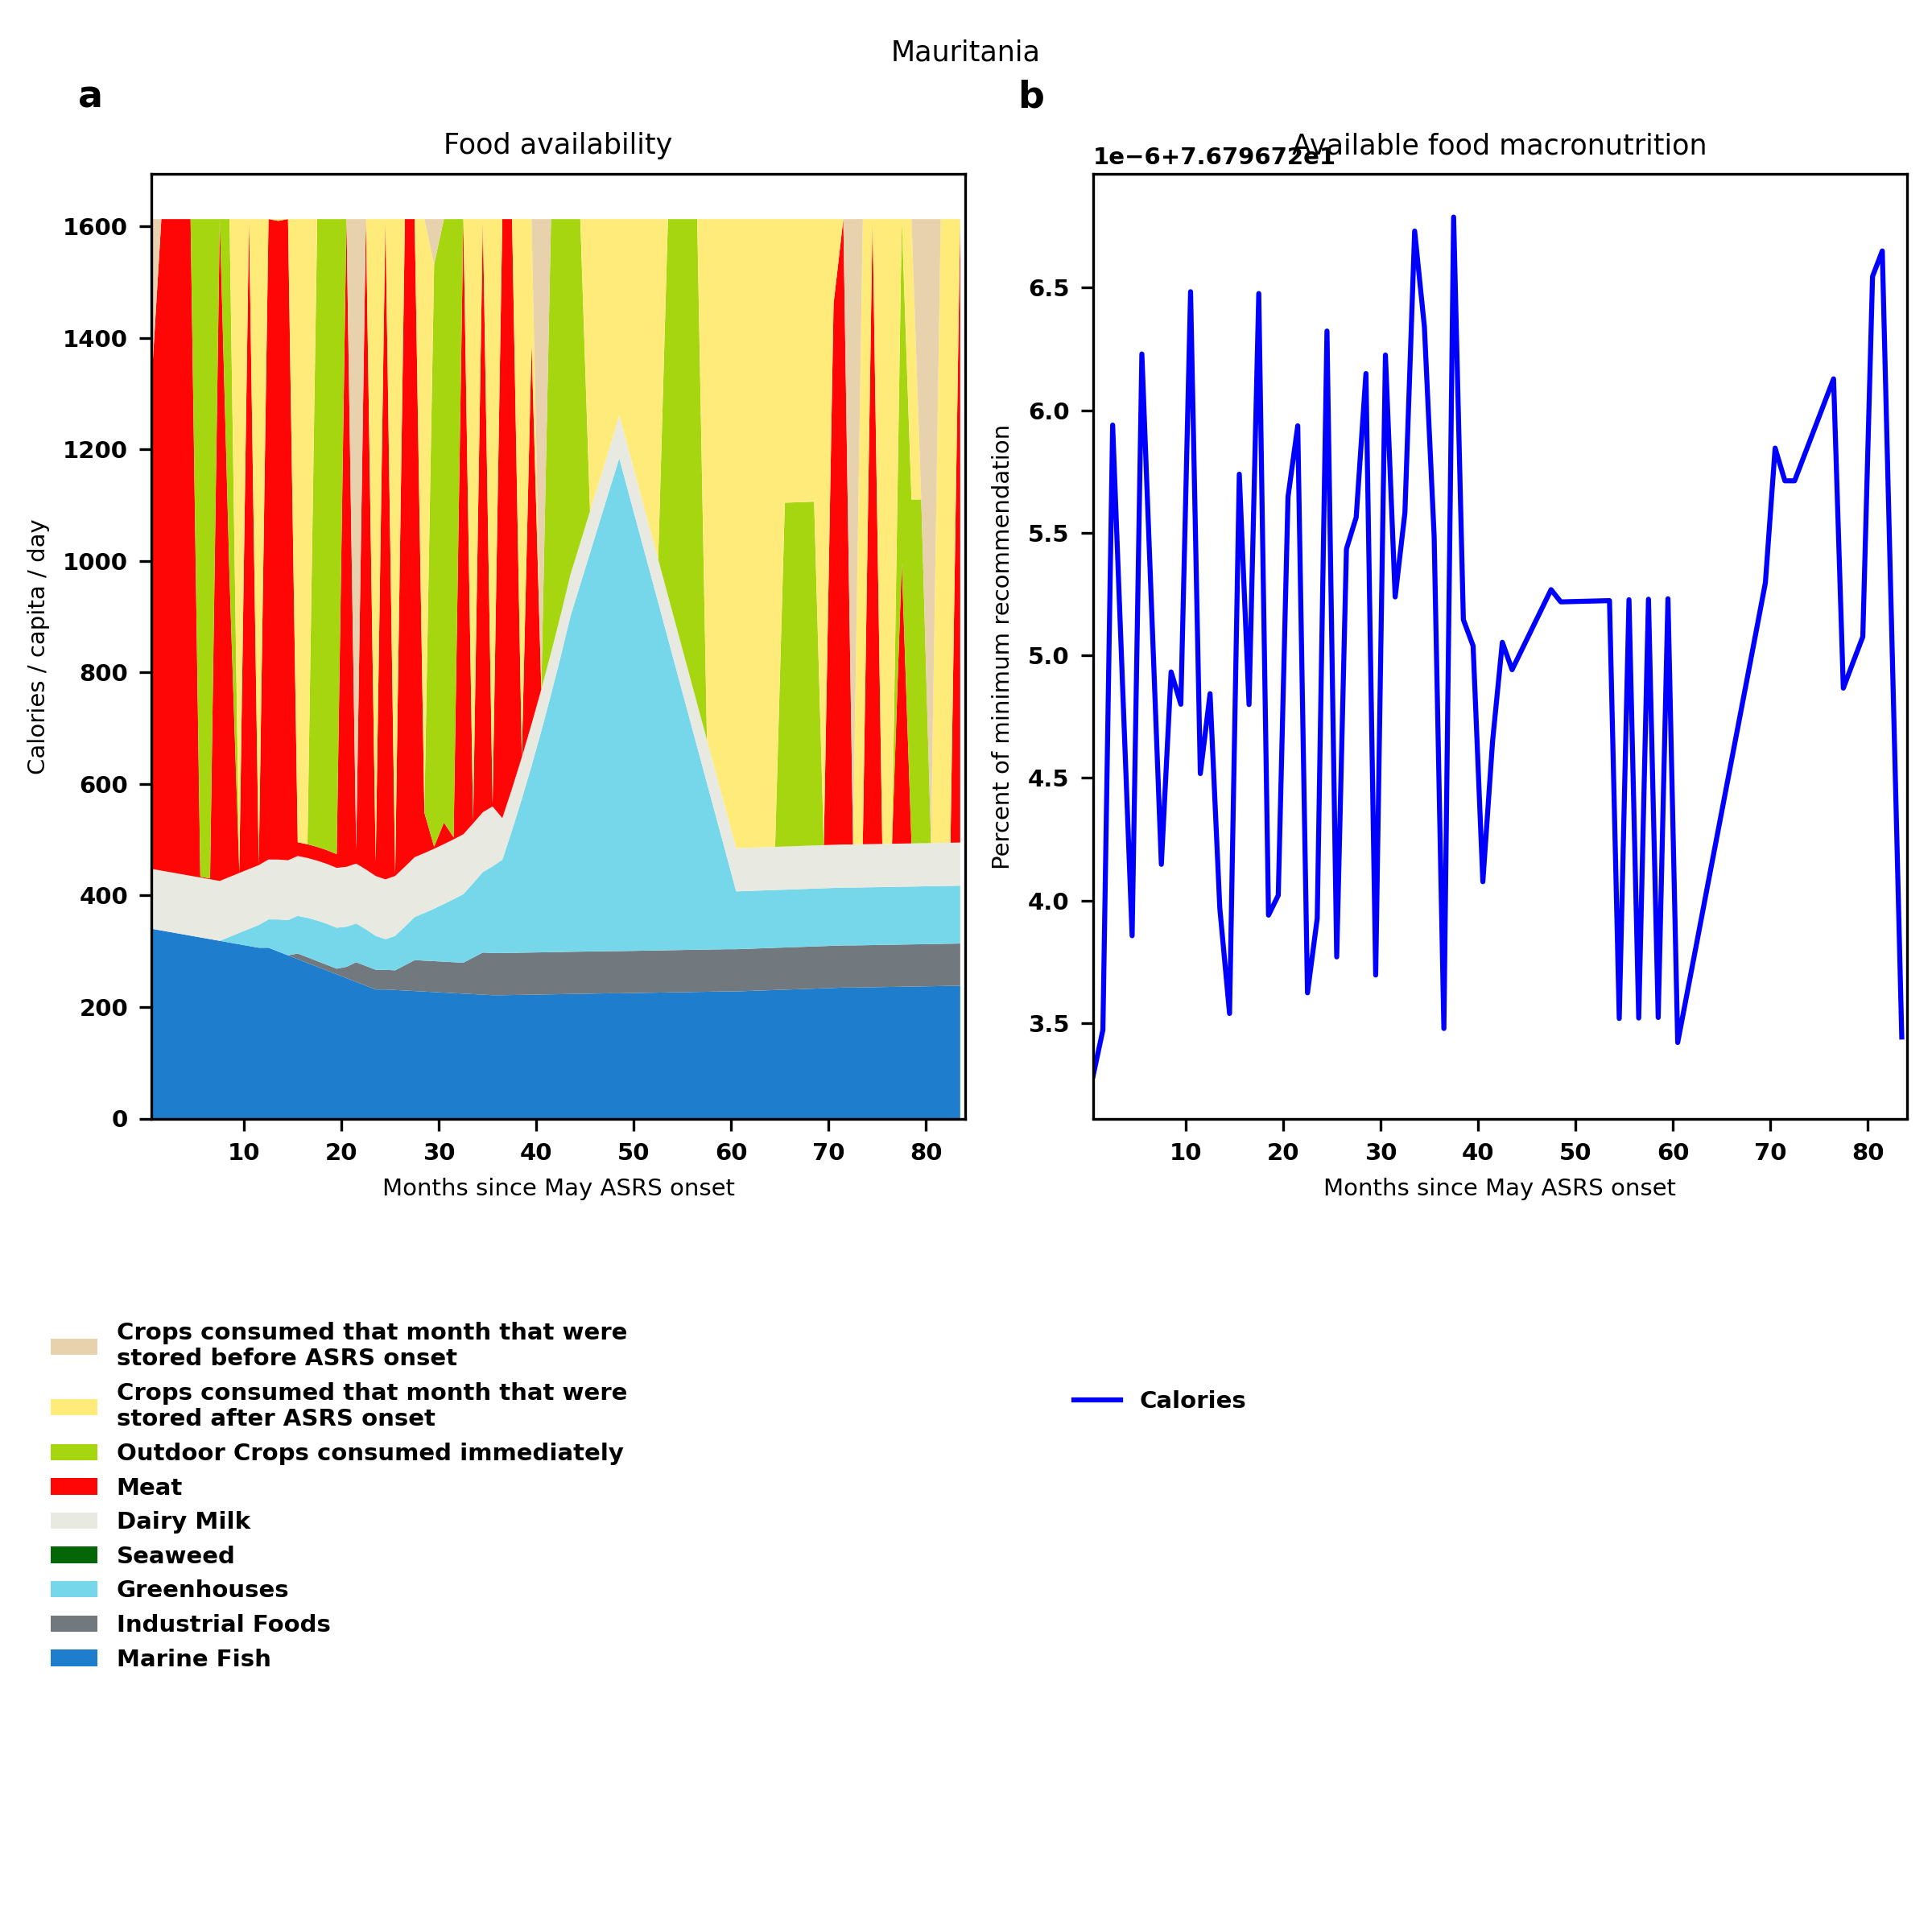 Mauritania
a
b
Food availability
Available food macronutrition
1e−6+7.679672e1
Calories / capita / day
1600
1400
1200
1000
800
600
400
200
0
10 20 30 40 50 60 70 80
Months since May ASRS onset
Percent of minimum recommendation
6.5
6.0
5.5
5.0
4.5
4.0
3.5
10 20 30 40 50 60 70 80
Months since May ASRS onset
Crops consumed that month that were
stored before ASRS onset
Crops consumed that month that were
stored after ASRS onset
Outdoor Crops consumed immediately
Meat
Dairy Milk
Seaweed
Greenhouses
Industrial Foods
Marine Fish
Calories